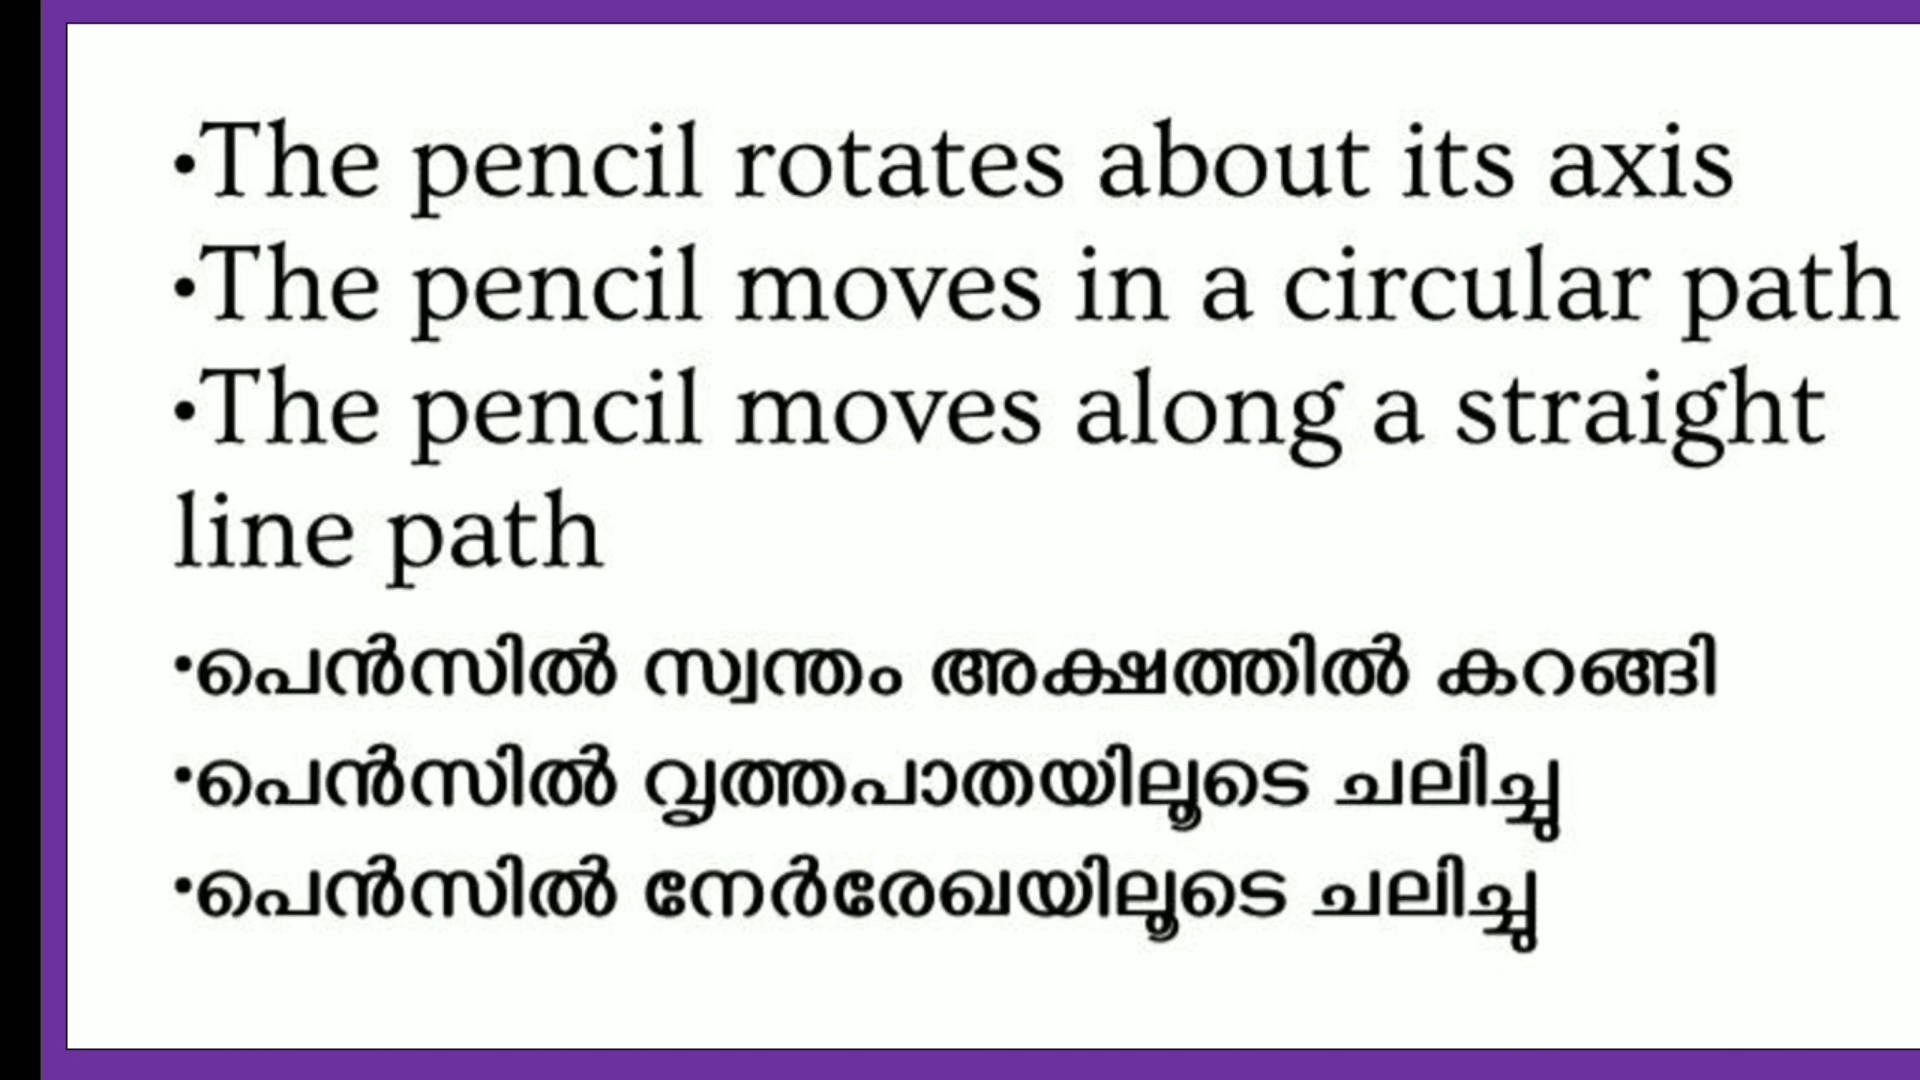 •The pencil rotates about its axis
•The pencil moves in a circular path
•The pencil moves along a straight
line path
•പെൻസിൽ സ്വന്തം അക്ഷത്തിൽ കറങ്ങി
•പെൻസിൽ വൃത്തപാതയിലൂടെ ചലിച്ചു
•പെൻസിൽ നേർരേഖയിലൂടെ ചലിച്ചു